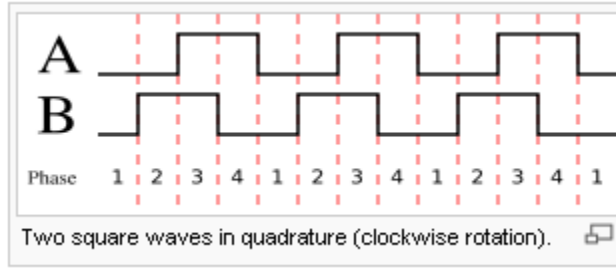 A
B
Phase 1 2 3 4 1 2 3 4 1 2 3 4 1
Two square waves in quadrature (clockwise rotation).